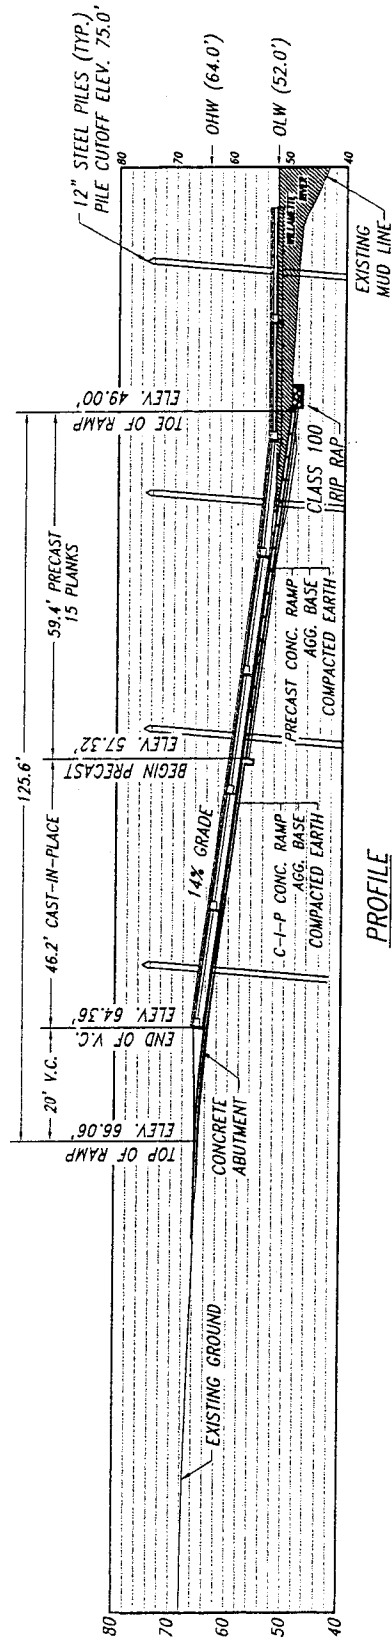 12" STEEL PILES (TYP.)
PILE CUTOFF ELEV. 75.0'
OHW (64.0')
OLW (52.0')
80
70
60
50
40
125.6'
20' V.C.
46.2' CAST-IN-PLACE
59.4' PRECAST
15 PLANKS
TOP OF RAMP
ELEV. 66.06'
END OF V.C.
ELEV. 64.36'
BEGIN PRECAST
ELEV. 57.32'
TOE OF RAMP
ELEV. 49.00'
14% GRADE
WILLAMETTE
RIVER
EXISTING
MUD LINE
CLASS 100
RIP RAP
PRECAST CONC. RAMP
AGG. BASE
COMPACTED EARTH
C-I-P CONC. RAMP
AGG. BASE
COMPACTED EARTH
CONCRETE
ABUTMENT
EXISTING GROUND
80
70
60
50
40
PROFILE